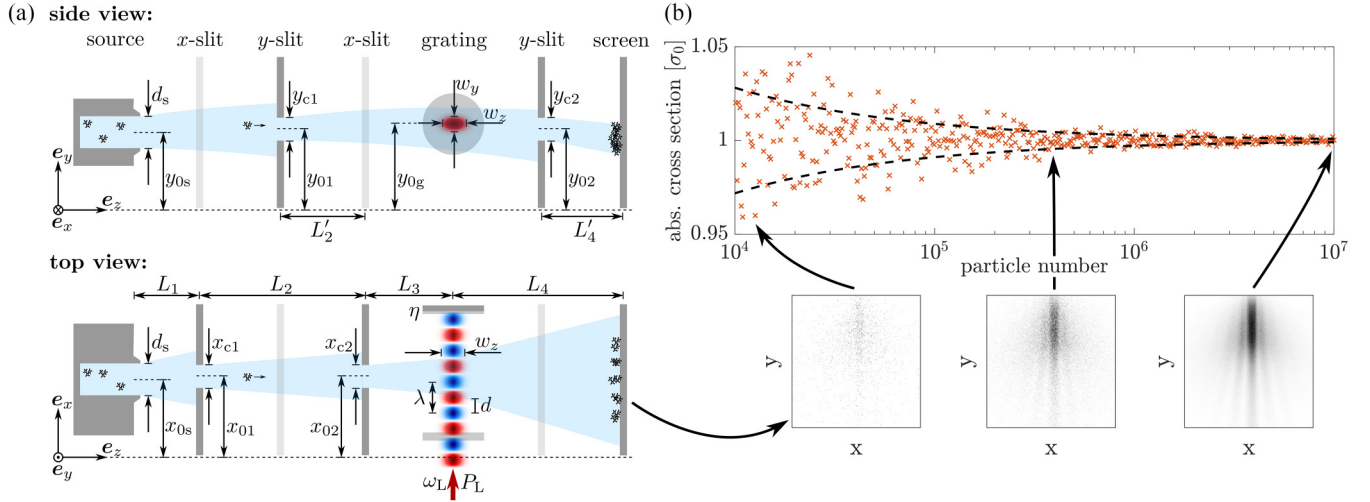 (a)
side view:
source x-slit y-slit x-slit grating y-slit screen
d_s y_c1 w_y w_z y_c2
e_y y_0s y_01 y_0g y_02
e_x e_z L'_2 L'_4
top view:
L_1 L_2 L_3 L_4
d_s x_c1 x_c2 η w_z
λ d
e_x x_0s x_01 x_02
e_y e_z ω_L P_L
(b)
abs. cross section [σ_0]
1.05
1
0.95
10^4 10^5 10^6 10^7
particle number
y y y
x x x